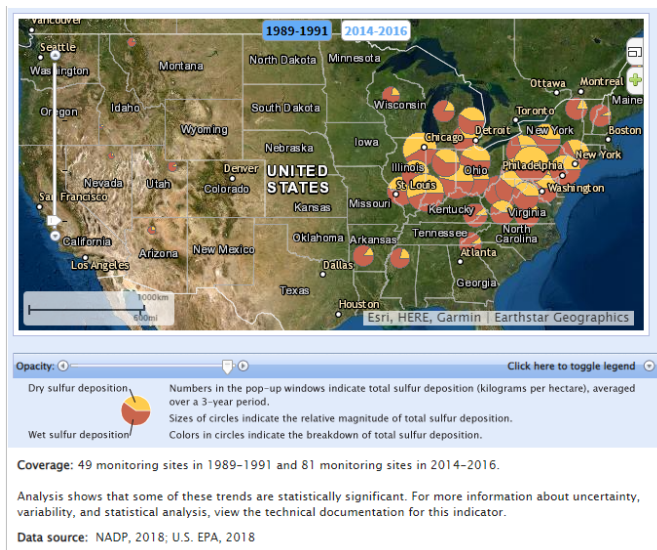 Vancouver
1989-1991 2014-2016
Seattle
Washington
Montana
North Dakota
Minnesota
Ottawa
Montreal
Maine
Oregon
Idaho
South Dakota
Wisconsin
Toronto
Wyoming
Iowa
Chicago
Detroit
New York
Boston
Nebraska
Nevada
Utah
Denver
Colorado
UNITED
STATES
Illinois
Ohio
Philadelphia
New York
San Francisco
Kansas
Missouri
St Louis
Washington
Kentucky
Virginia
California
Arizona
New Mexico
Oklahoma
Arkansas
Tennessee
North
Carolina
Los Angeles
Dallas
Atlanta
Texas
Georgia
Houston
1000km
600mi
Esri, HERE, Garmin | Earthstar Geographics
Opacity:
Click here to toggle legend
Dry sulfur deposition
Wet sulfur deposition
Numbers in the pop-up windows indicate total sulfur deposition (kilograms per hectare), averaged
over a 3-year period.
Sizes of circles indicate the relative magnitude of total sulfur deposition.
Colors in circles indicate the breakdown of total sulfur deposition.
Coverage: 49 monitoring sites in 1989-1991 and 81 monitoring sites in 2014-2016.
Analysis shows that some of these trends are statistically significant. For more information about uncertainty,
variability, and statistical analysis, view the technical documentation for this indicator.
Data source: NADP, 2018; U.S. EPA, 2018